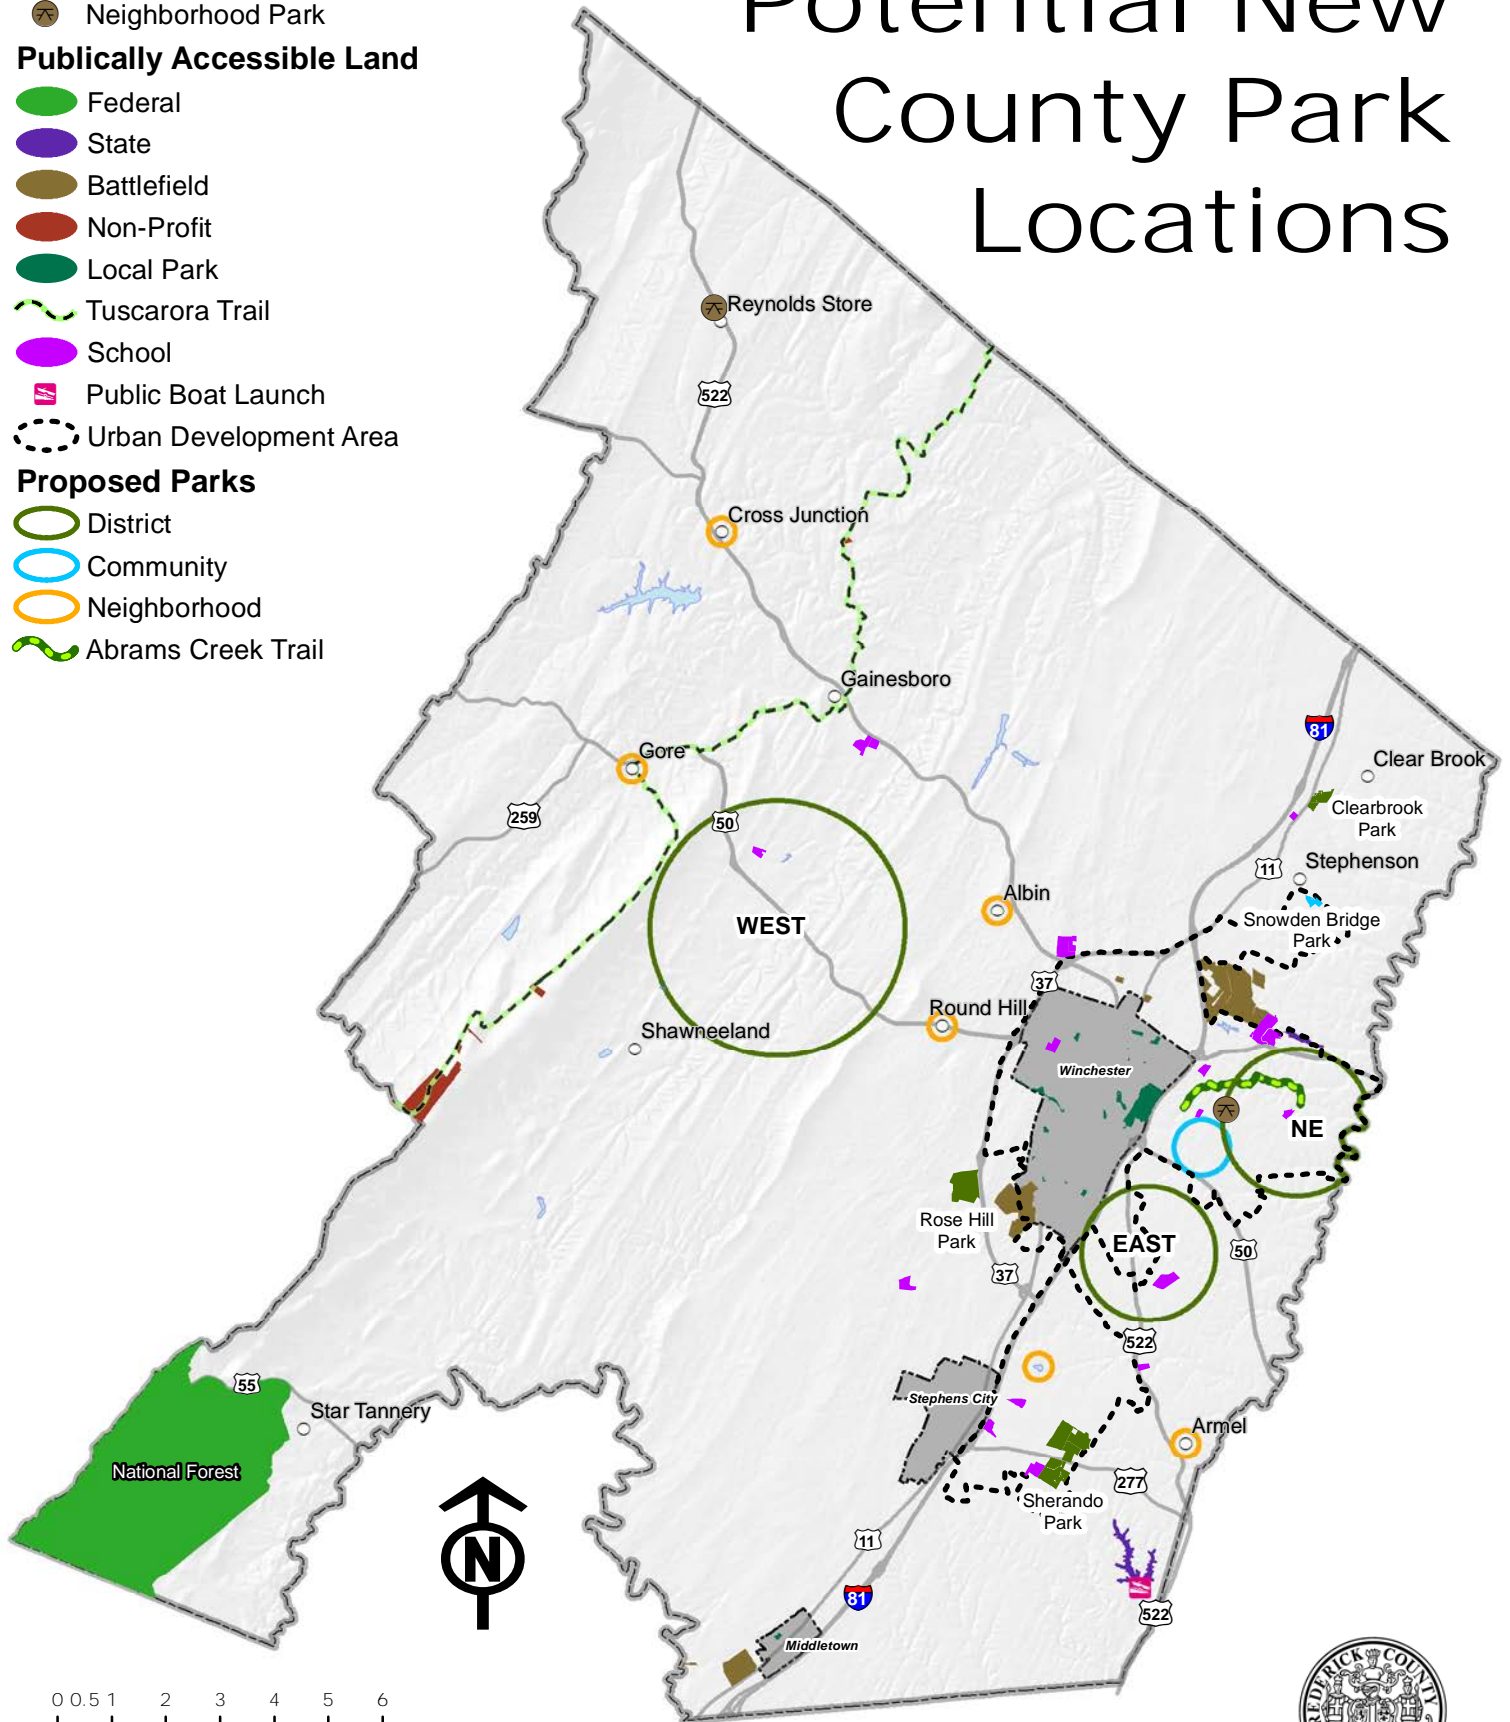 Potential New
County Park
Locations
Neighborhood Park
Publically Accessible Land
Federal
State
Battlefield
Non-Profit
Local Park
Tuscarora Trail
School
Public Boat Launch
Urban Development Area
Proposed Parks
District
Community
Neighborhood
Abrams Creek Trail
Reynolds Store
522
Cross Junction
Gainesboro
Gore
259
50
81
Clear Brook
Clearbrook
Park
11
Stephenson
Snowden Bridge
Park
WEST
Albin
37
Round Hill
Shawneeland
Winchester
NE
Rose Hill
Park
EAST
37
50
522
55
Star Tannery
National Forest
Stephens City
Armel
277
Sherando
Park
N
11
81
522
Middletown
0 0.5 1 2 3 4 5 6
FREDERICK COUNTY